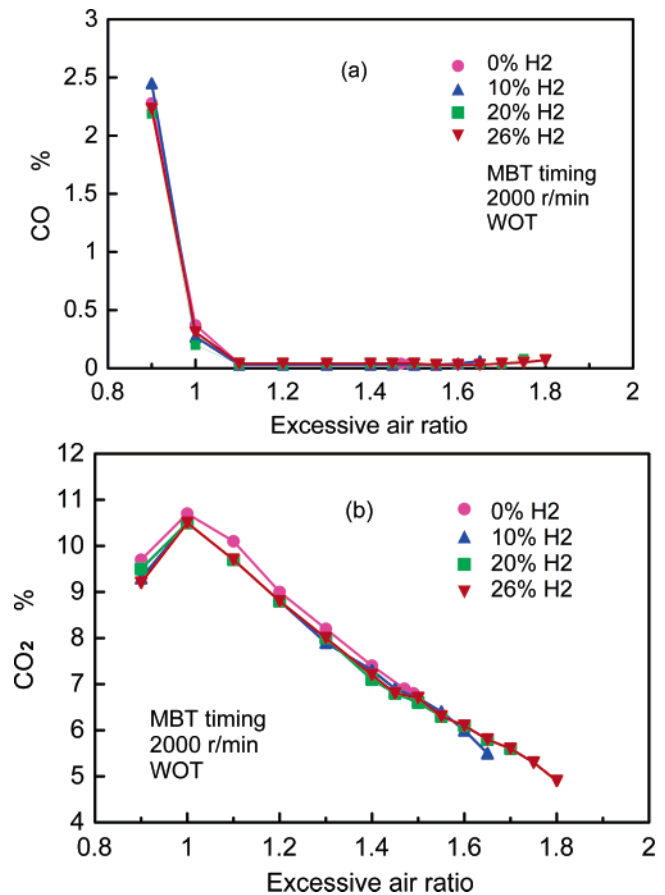 3
2.5
2
1.5
1
0.5
0
CO %
(a)
0% H2
10% H2
20% H2
26% H2
MBT timing
2000 r/min
WOT
0.8 1 1.2 1.4 1.6 1.8 2
Excessive air ratio
12
11
10
9
8
7
6
5
4
CO₂ %
(b)
0% H2
10% H2
20% H2
26% H2
MBT timing
2000 r/min
WOT
0.8 1 1.2 1.4 1.6 1.8 2
Excessive air ratio